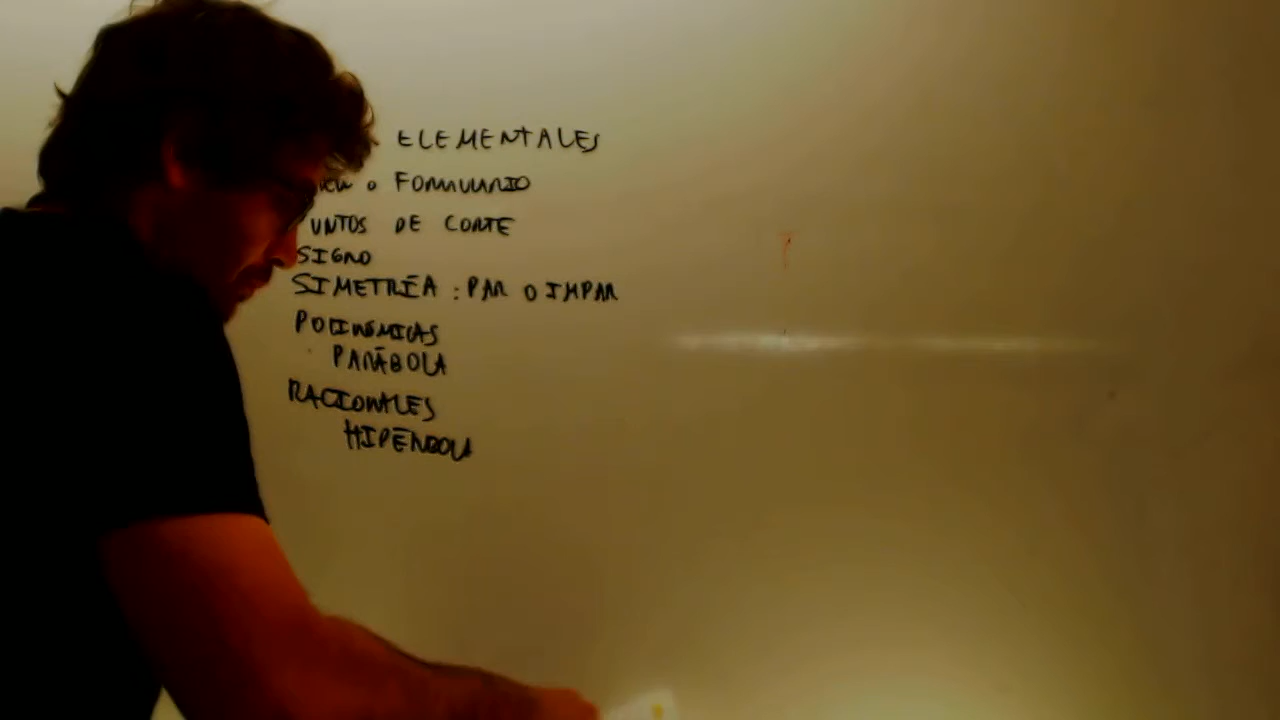 ELEMENTALES
o FORMULARIO
UNTOS DE CORTE
SIGNO
SIMETRÍA : PAR O IMPAR
POLINÓMICAS
PARÁBOLA
RACIONALES
HIPÉRBOLA